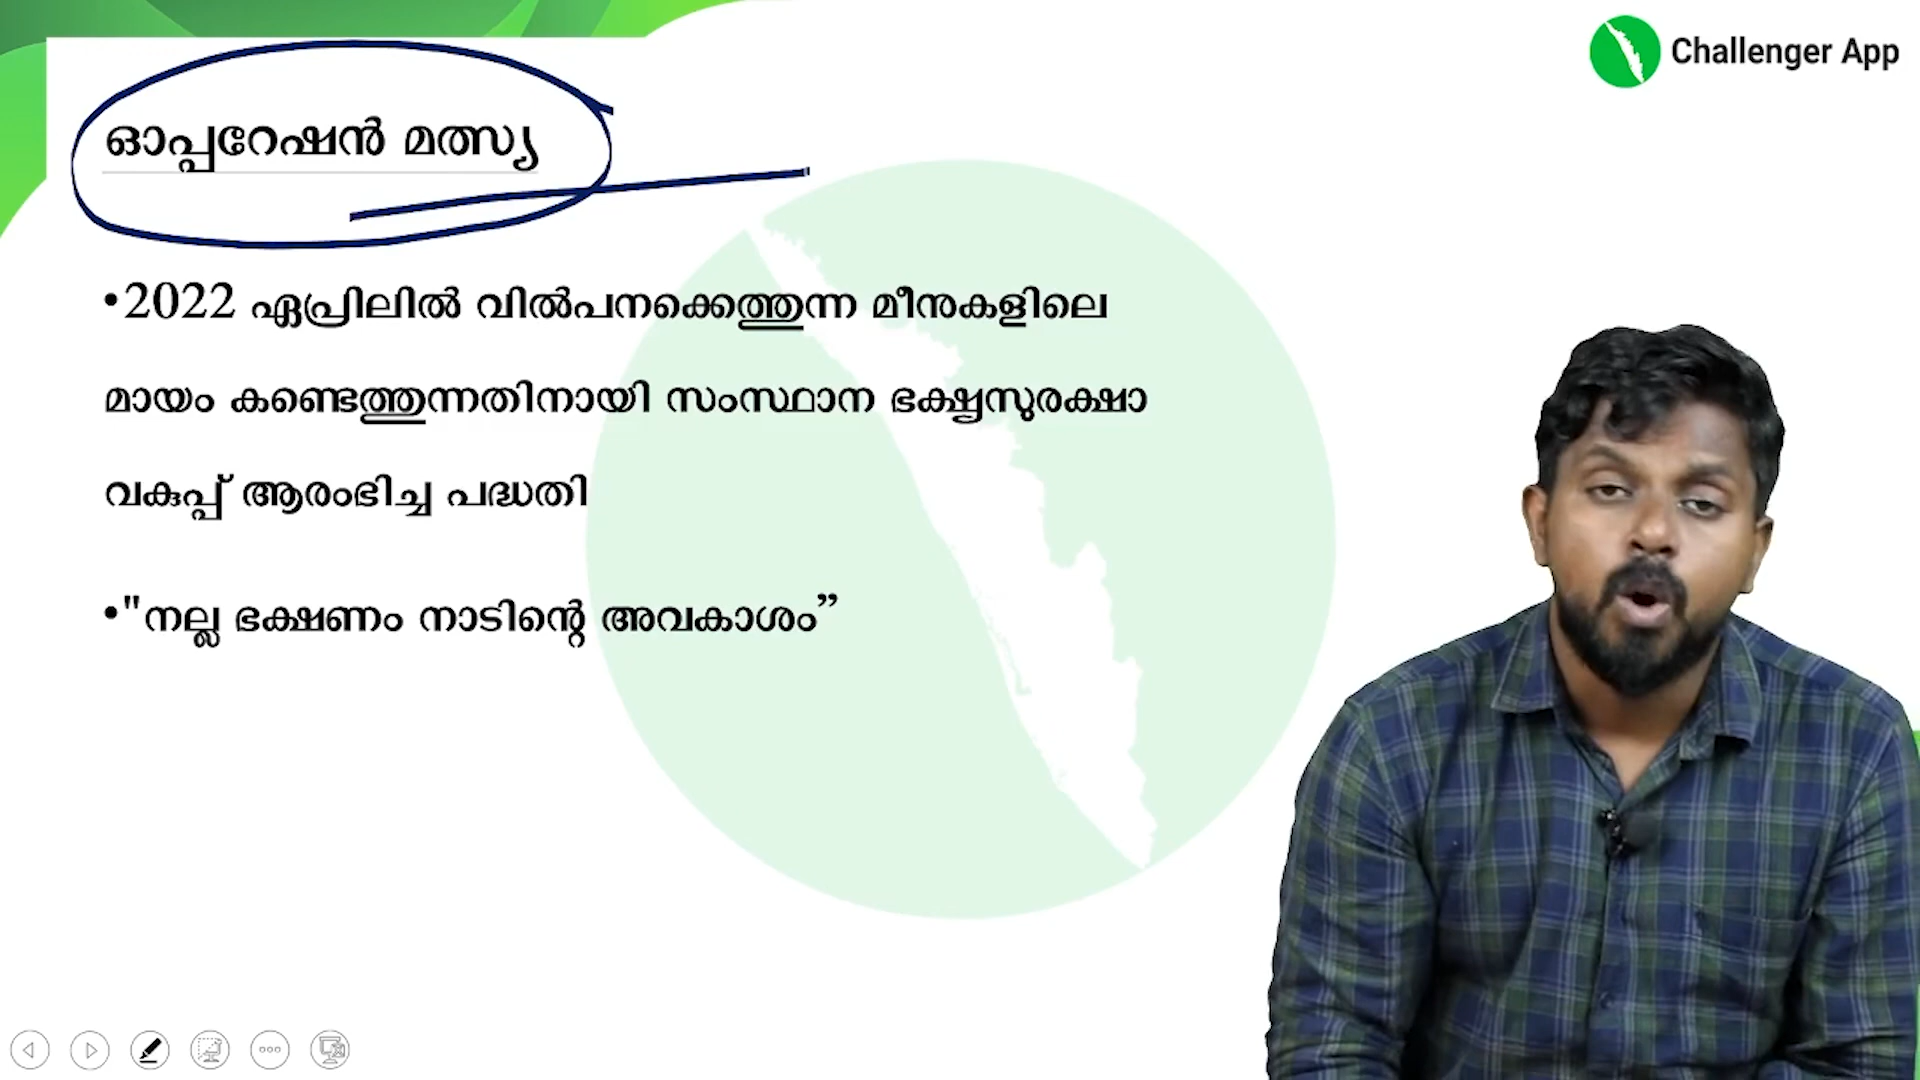 Challenger App
ഓപ്പറേഷൻ മത്സ്യ
•2022 ഏപ്രിലിൽ വിൽപനക്കെത്തുന്ന മീനുകളിലെ
മായം കണ്ടെത്തുന്നതിനായി സംസ്ഥാന ഭക്ഷ്യസുരക്ഷാ
വകുപ്പ് ആരംഭിച്ച പദ്ധതി
•"നല്ല ഭക്ഷണം നാടിന്റെ അവകാശം”